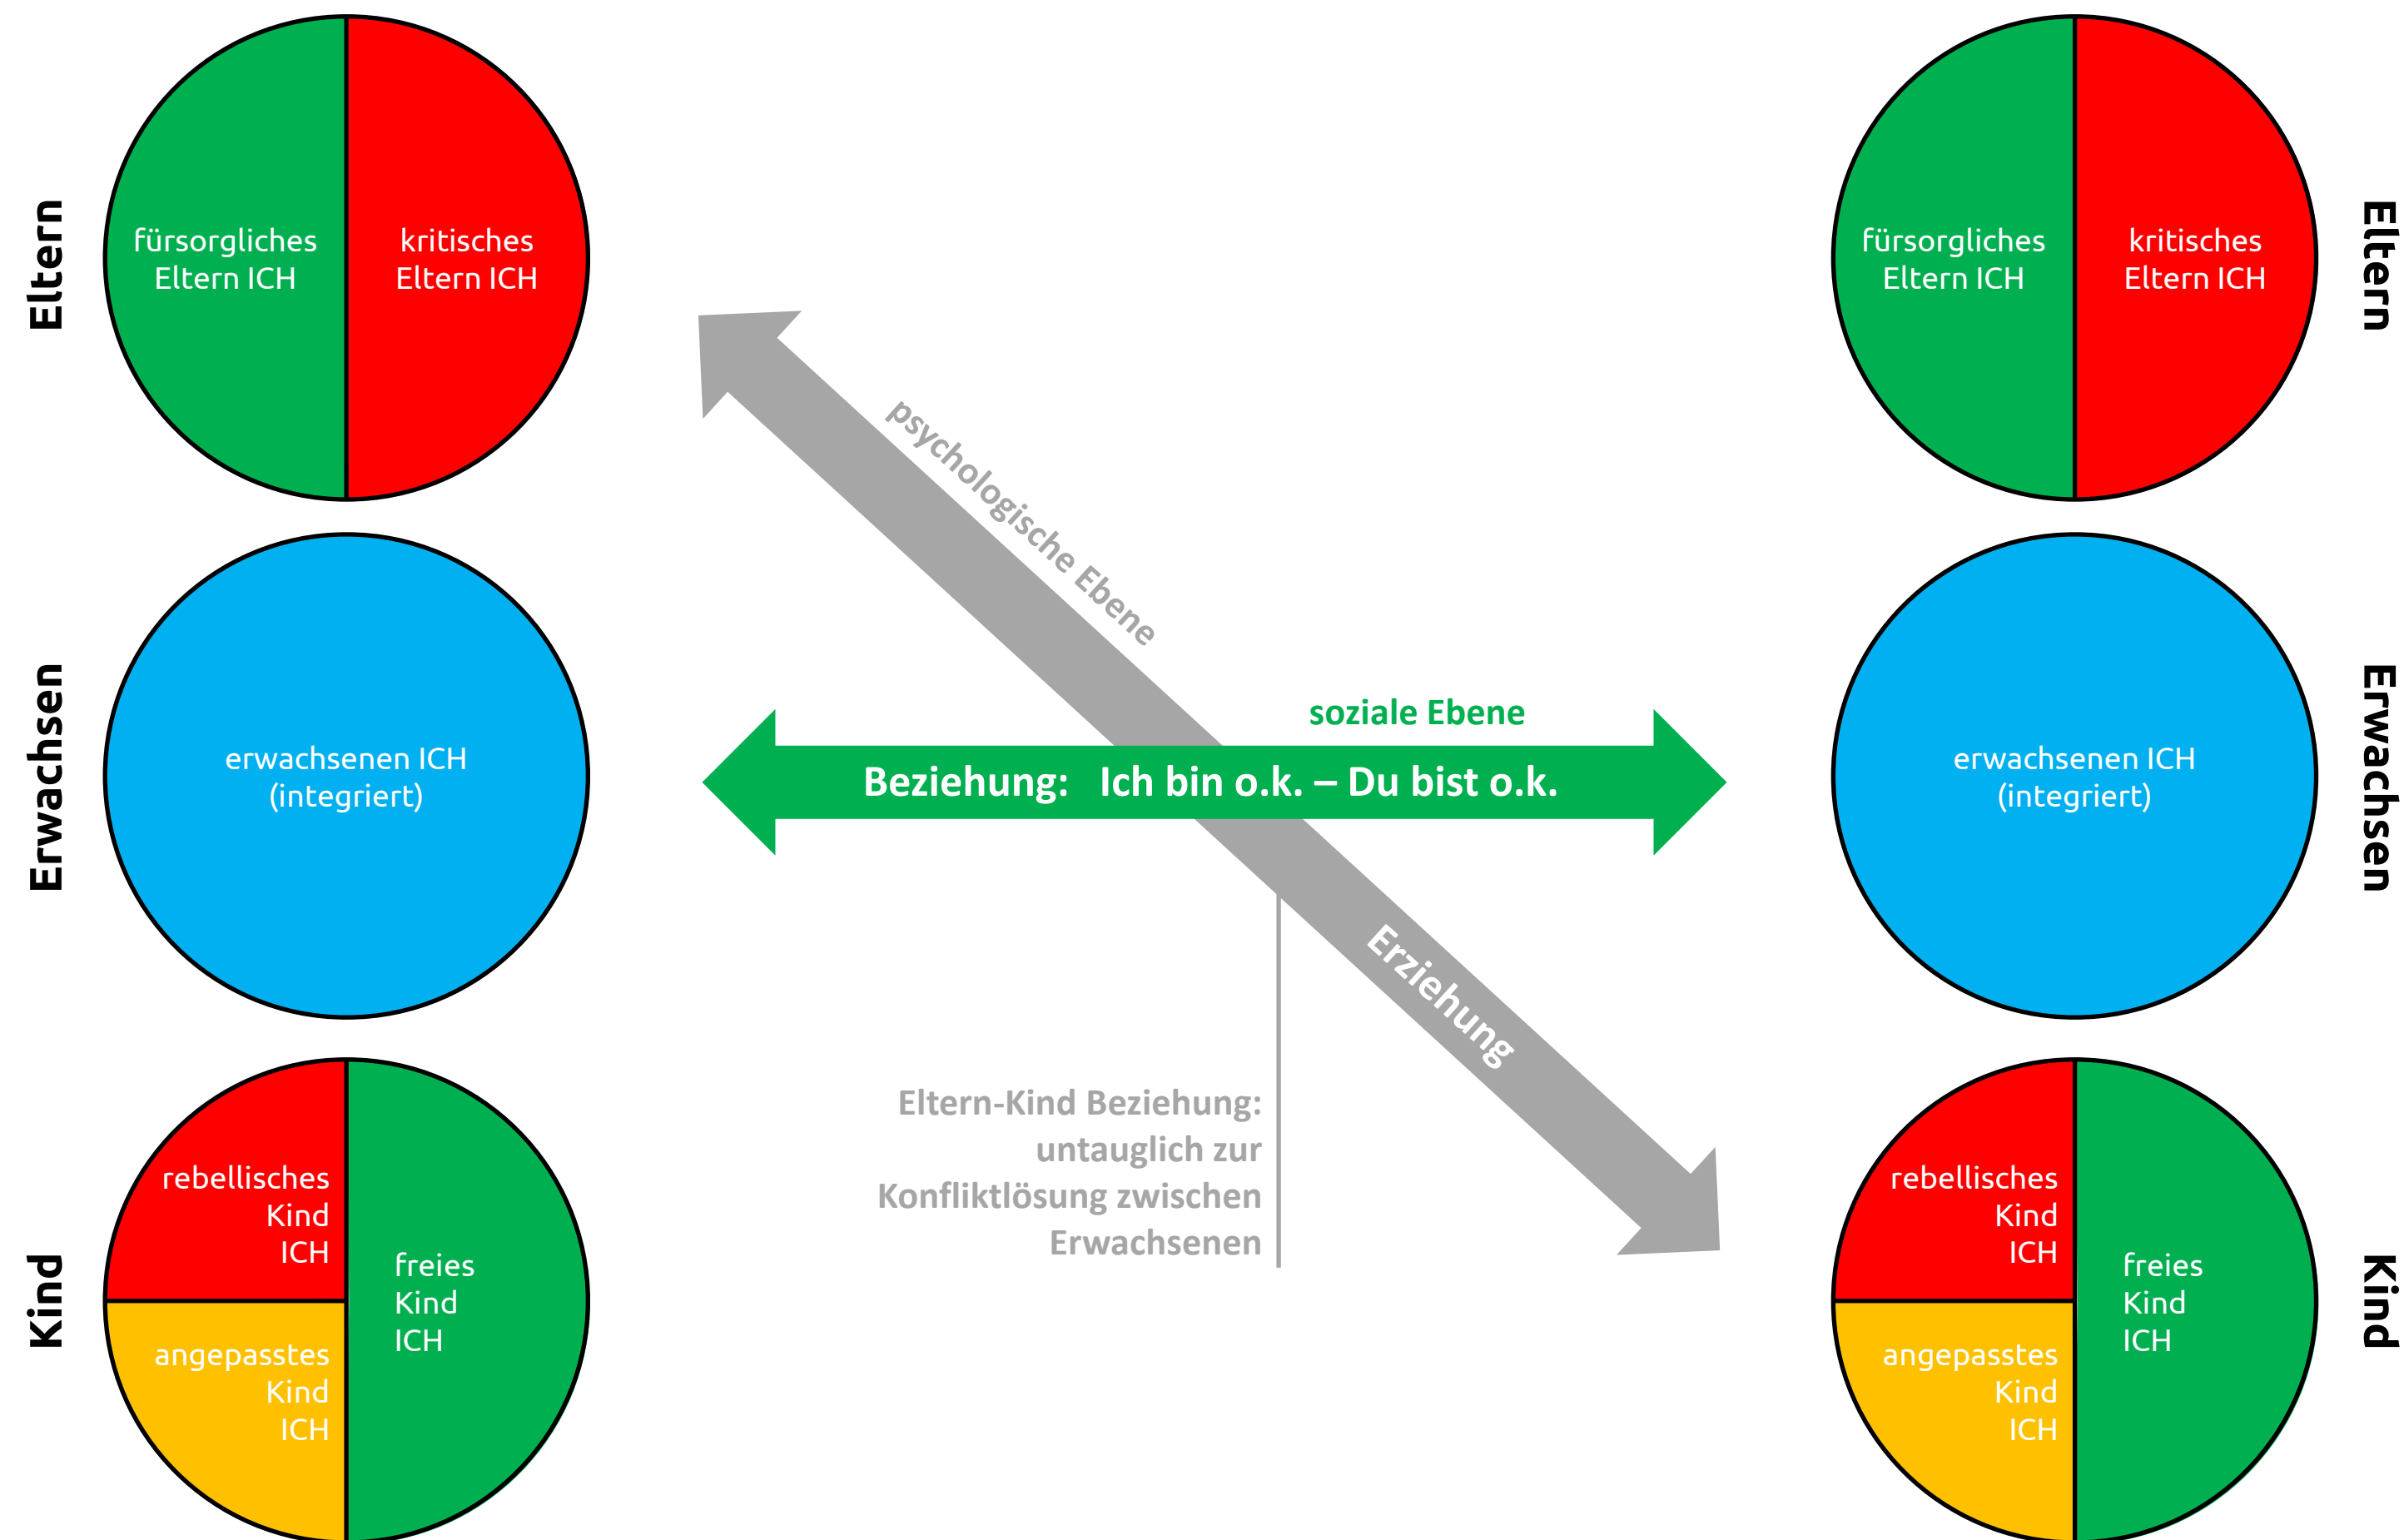 Eltern
fürsorgliches
Eltern ICH
kritisches
Eltern ICH
Erwachsen
erwachsenen ICH
(integriert)
Kind
rebellisches
Kind
ICH
angepasstes
Kind
ICH
freies
Kind
ICH
psychologische Ebene
soziale Ebene
Beziehung: Ich bin o.k. – Du bist o.k.
Erziehung
Eltern-Kind Beziehung:
untauglich zur
Konfliktlösung zwischen
Erwachsenen
fürsorgliches
Eltern ICH
kritisches
Eltern ICH
Eltern
erwachsenen ICH
(integriert)
Erwachsen
rebellisches
Kind
ICH
angepasstes
Kind
ICH
freies
Kind
ICH
Kind